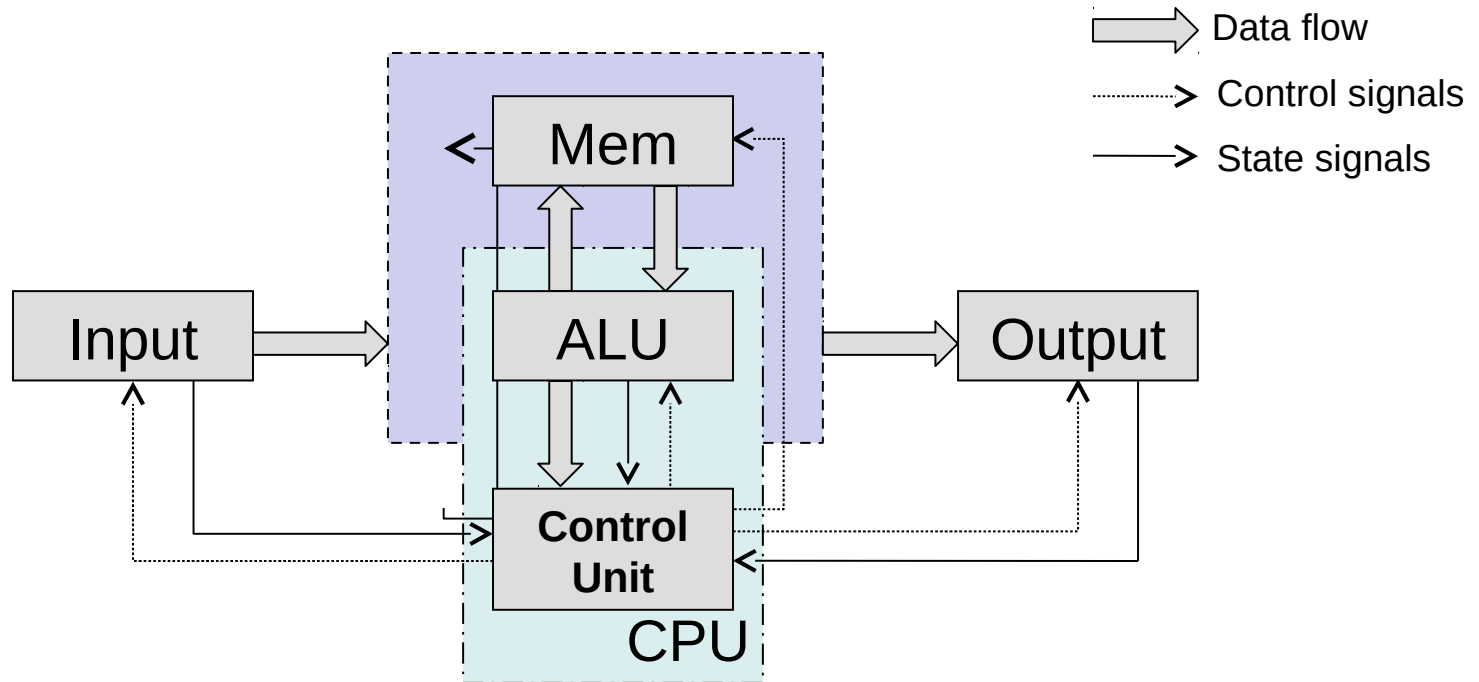 Data flow
Control signals
State signals
Mem
Input
ALU
Output
Control
Unit
CPU